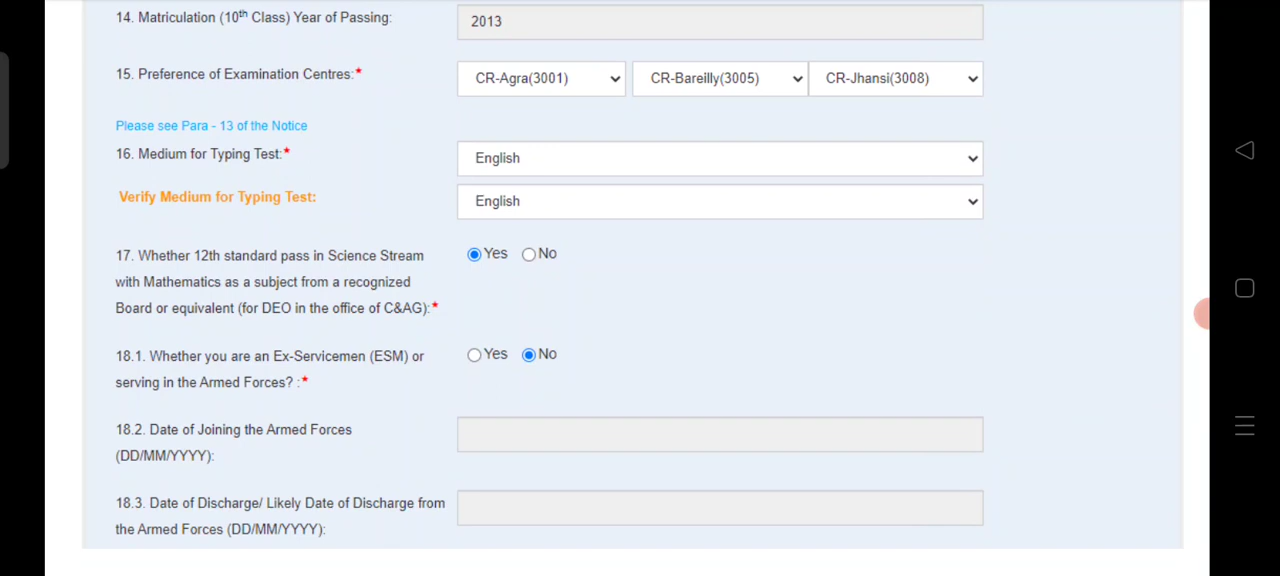 14. Matriculation (10th Class) Year of Passing:
2013
15. Preference of Examination Centres:*
CR-Agra(3001) CR-Bareilly(3005) CR-Jhansi(3008)
Please see Para - 13 of the Notice
16. Medium for Typing Test:*
English
Verify Medium for Typing Test:
English
17. Whether 12th standard pass in Science Stream
with Mathematics as a subject from a recognized
Board or equivalent (for DEO in the office of C&AG):*
Yes No
18.1. Whether you are an Ex-Servicemen (ESM) or
serving in the Armed Forces? :*
Yes No
18.2. Date of Joining the Armed Forces
(DD/MM/YYYY):
18.3. Date of Discharge/ Likely Date of Discharge from
the Armed Forces (DD/MM/YYYY):